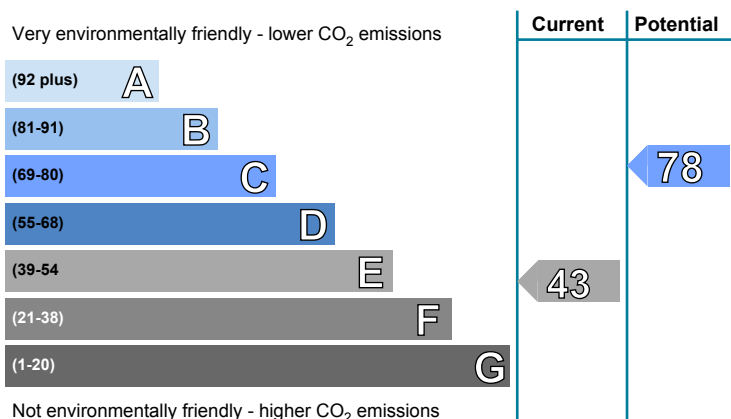 Very environmentally friendly - lower CO2 emissions
Current
Potential
(92 plus) A
(81-91) B
(69-80) C
78
(55-68) D
(39-54 E
43
(21-38) F
(1-20) G
Not environmentally friendly - higher CO2 emissions